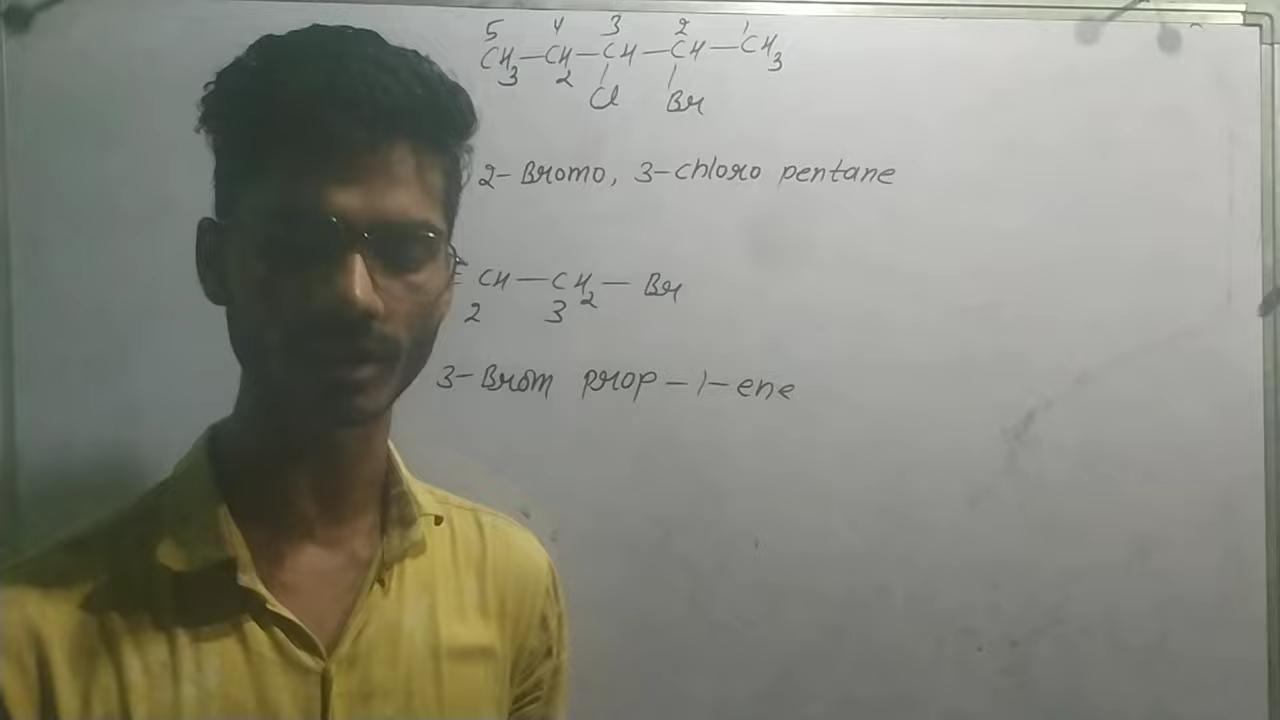 5 4 3 2 1
CH3—CH2—CH—CH—CH3
Cl Br
2- Bromo, 3-chloro pentane
= CH—CH2—Br
2 3
3-Brom prop-1-ene